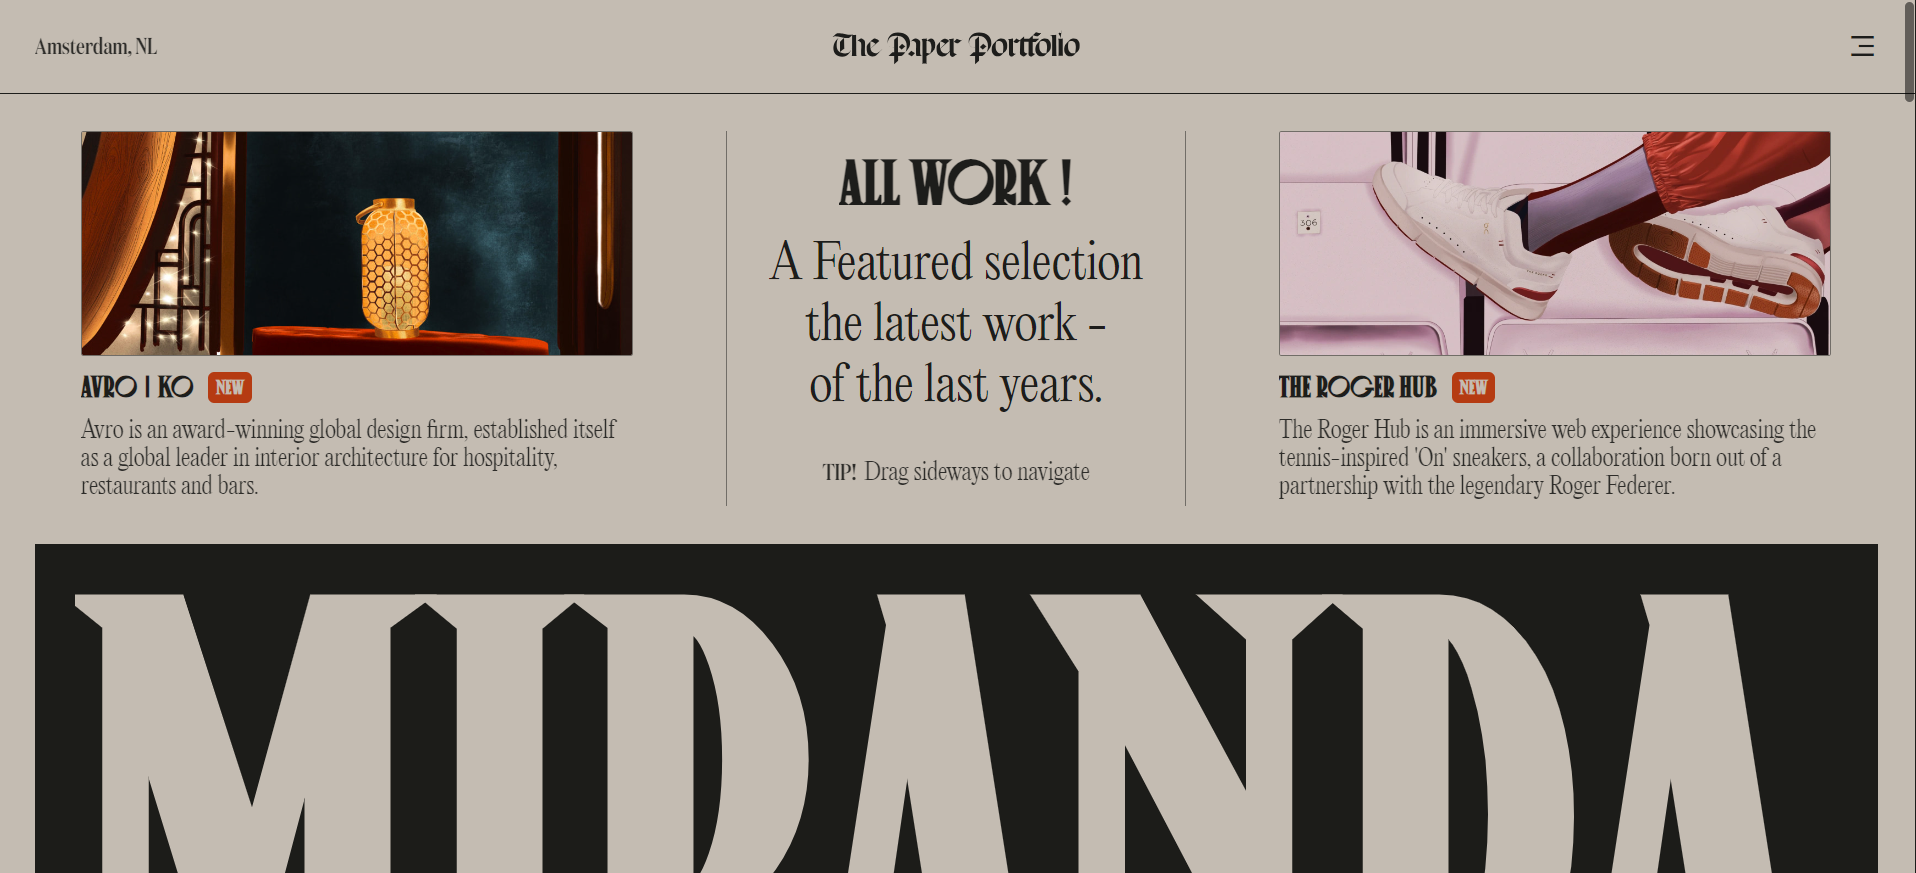 Amsterdam, NL
The Paper Portfolio
ALL WORK !
A Featured selection
the latest work -
of the last years.
TIP! Drag sideways to navigate
AVRO | KO NEW
Avro is an award-winning global design firm, established itself
as a global leader in interior architecture for hospitality,
restaurants and bars.
306
THE ROGER HUB NEW
The Roger Hub is an immersive web experience showcasing the
tennis-inspired 'On' sneakers, a collaboration born out of a
partnership with the legendary Roger Federer.
MIRANDA